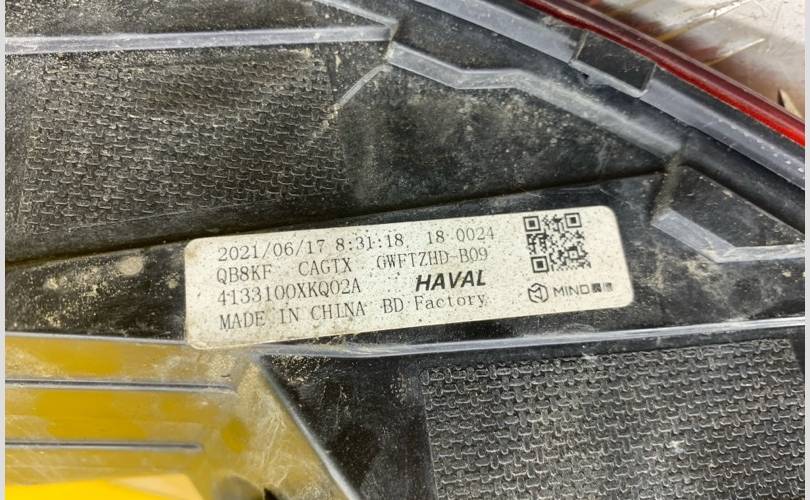 2021/06/17 8:31:18 18 0024
QB8KF CAGTX GWFTZHD-B09
4133100XKQ02A HAVAL
MADE IN CHINA BD Factory
MIND